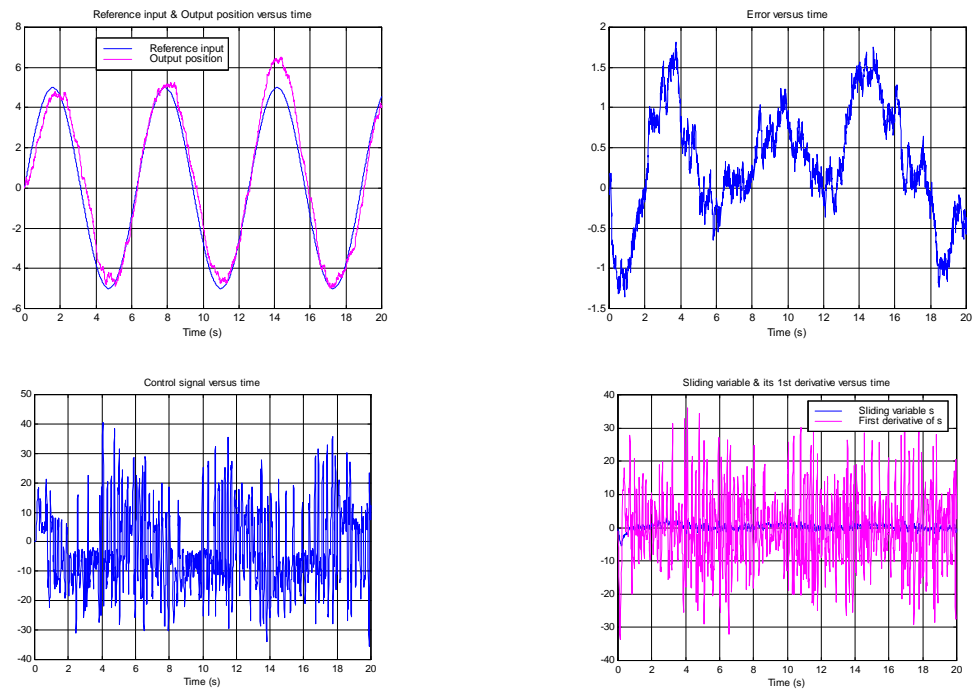 Reference input & Output position versus time
8
6
4
2
0
-2
-4
-6
Reference input
Output position
0 2 4 6 8 10 12 14 16 18 20
Time (s)
Error versus time
2
1.5
1
0.5
0
-0.5
-1
-1.5
0 2 4 6 8 10 12 14 16 18 20
Time (s)
Control signal versus time
50
40
30
20
10
0
-10
-20
-30
-40
0 2 4 6 8 10 12 14 16 18 20
Time (s)
Sliding variable & its 1st derivative versus time
40
30
20
10
0
-10
-20
-30
-40
Sliding variable s
First derivative of s
0 2 4 6 8 10 12 14 16 18 20
Time (s)